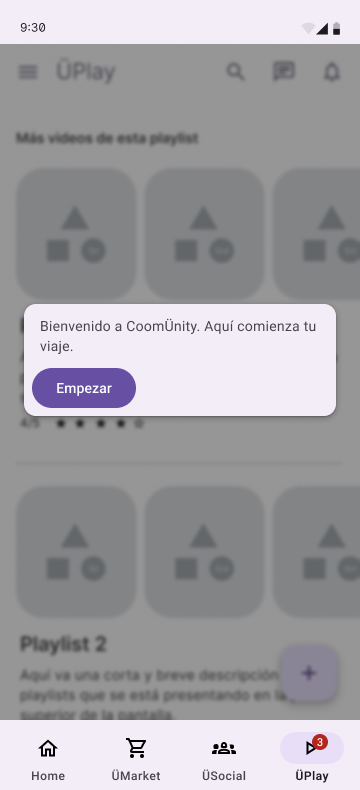 9:30
ÜPlay
Más videos de esta playlist
Bienvenido a CoomÜnity. Aquí comienza tu
viaje.
Empezar
4/5
Playlist 2
Aquí va una corta y breve descripción
playlists que se está presentando en la
superior de la pantalla.
3
Home
ÜMarket
ÜSocial
ÜPlay